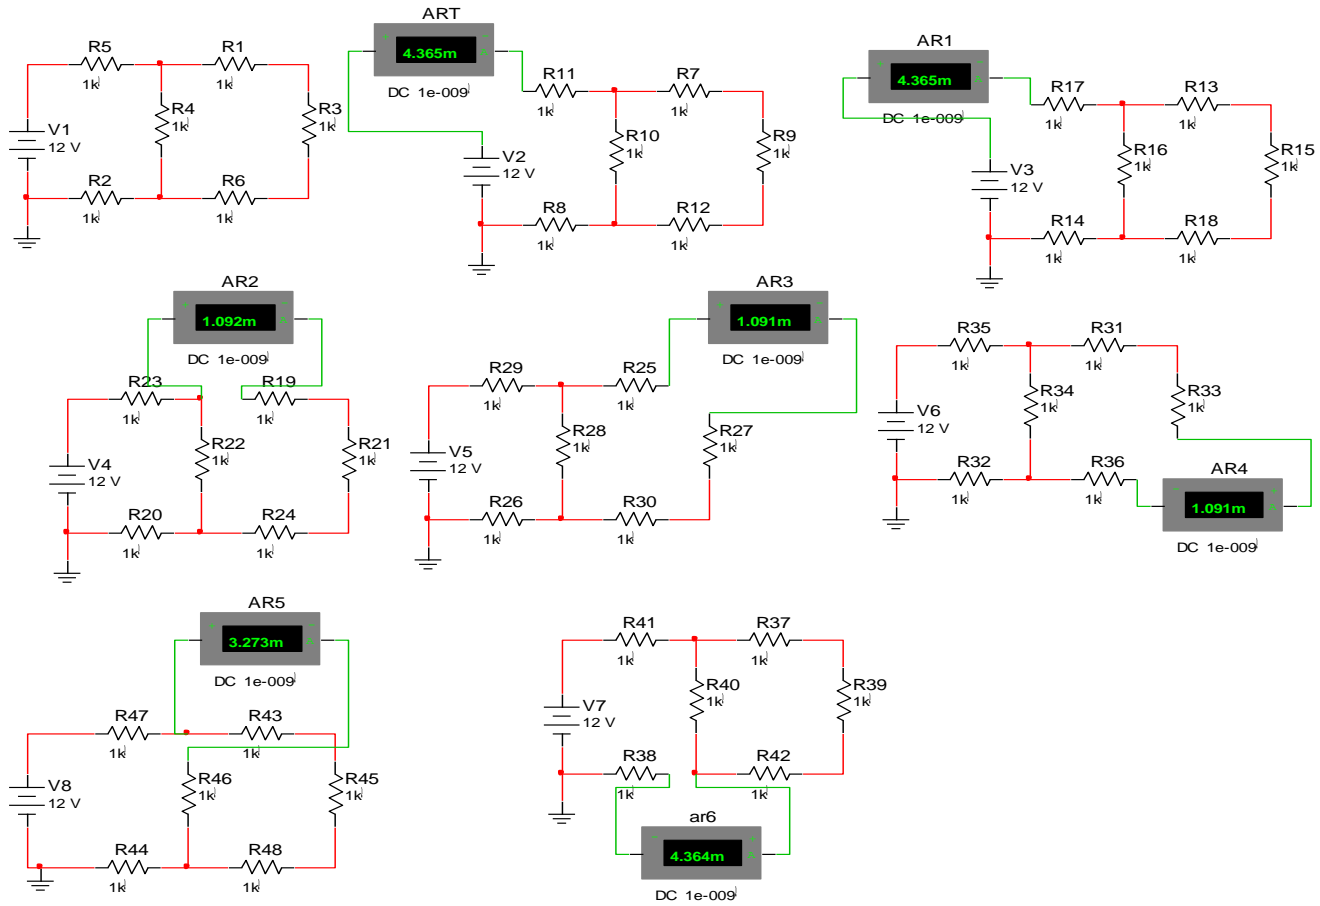 R5
1k
R1
1k
R4
1k
R3
1k
V1
12 V
R2
1k
R6
1k
ART
+
-
4.365m
DC 1e-009
R11
1k
R7
1k
R10
1k
R9
1k
V2
12 V
R8
1k
R12
1k
AR1
+
-
4.365m
DC 1e-009
R17
1k
R13
1k
R16
1k
R15
1k
V3
12 V
R14
1k
R18
1k
AR2
+
-
1.092m
DC 1e-009
R23
1k
R19
1k
R22
1k
R21
1k
V4
12 V
R20
1k
R24
1k
AR3
+
-
1.091m
DC 1e-009
R29
1k
R25
1k
R28
1k
R27
1k
V5
12 V
R26
1k
R30
1k
R35
1k
R31
1k
R34
1k
R33
1k
V6
12 V
R32
1k
R36
1k
AR4
-
+
1.091m
DC 1e-009
AR5
+
-
3.273m
DC 1e-009
R47
1k
R43
1k
R46
1k
R45
1k
V8
12 V
R44
1k
R48
1k
R41
1k
R37
1k
R40
1k
R39
1k
V7
12 V
R38
1k
R42
1k
ar6
-
+
4.364m
DC 1e-009